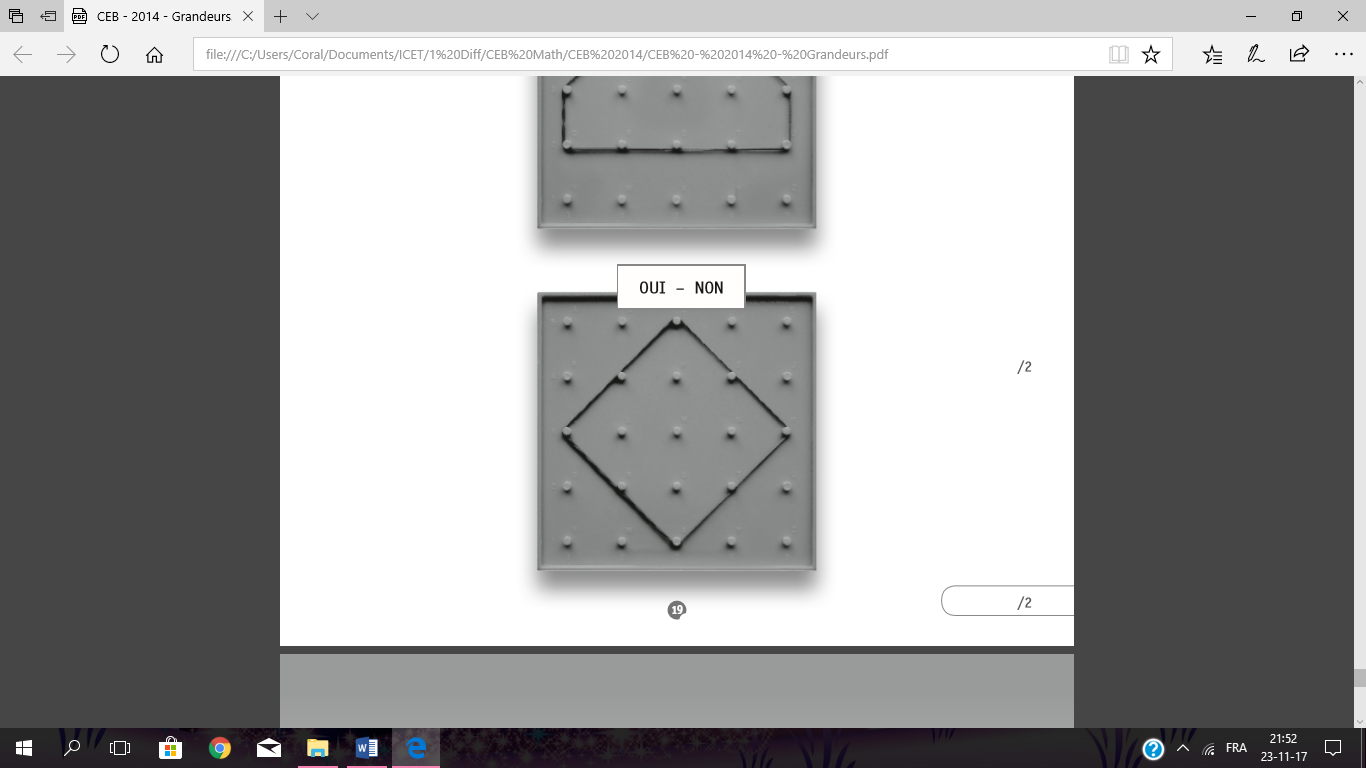 CEB - 2014 - Grandeurs
file:///C:/Users/Coral/Documents/ICET/1%20Diff/CEB%20Math/CEB%202014/CEB%20-%202014%20-%20Grandeurs.pdf
OUI – NON
/2
/2
19
FRA
21:52
23-11-17